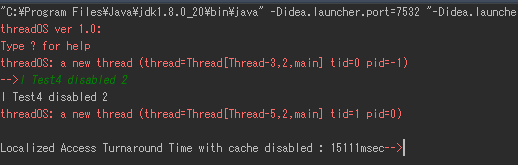 "C:¥Program Files¥Java¥jdk1.8.0_20¥bin¥java" -Didea.launcher.port=7532 "-Didea.launche
threadOS ver 1.0:
Type ? for help
threadOS: a new thread (thread=Thread[Thread-3,2,main] tid=0 pid=-1)
-->l Test4 disabled 2
l Test4 disabled 2
threadOS: a new thread (thread=Thread[Thread-5,2,main] tid=1 pid=0)
Localized Access Turnaround Time with cache disabled : 15111msec-->